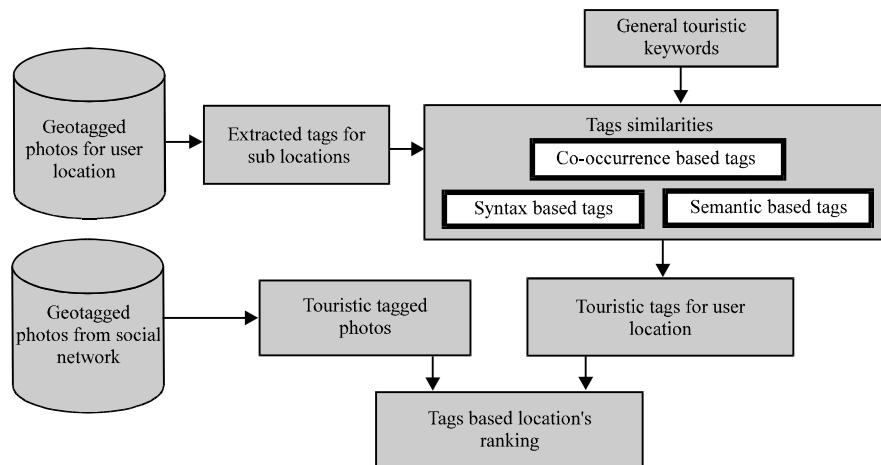 General touristic
keywords
Geotagged
photos for user
location
Extracted tags for
sub locations
Tags similarities
Co-occurrence based tags
Syntax based tags
Semantic based tags
Geotagged
photos from social
network
Touristic tagged
photos
Touristic tags for user
location
Tags based location's
ranking